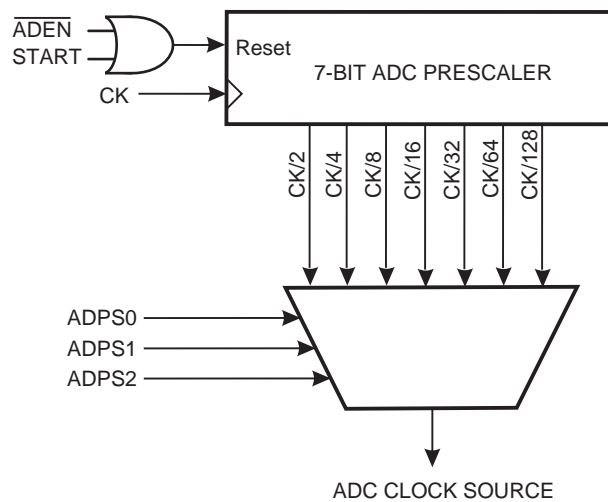 ADEN
START
Reset
7-BIT ADC PRESCALER
CK
CK/2
CK/4
CK/8
CK/16
CK/32
CK/64
CK/128
ADPS0
ADPS1
ADPS2
ADC CLOCK SOURCE